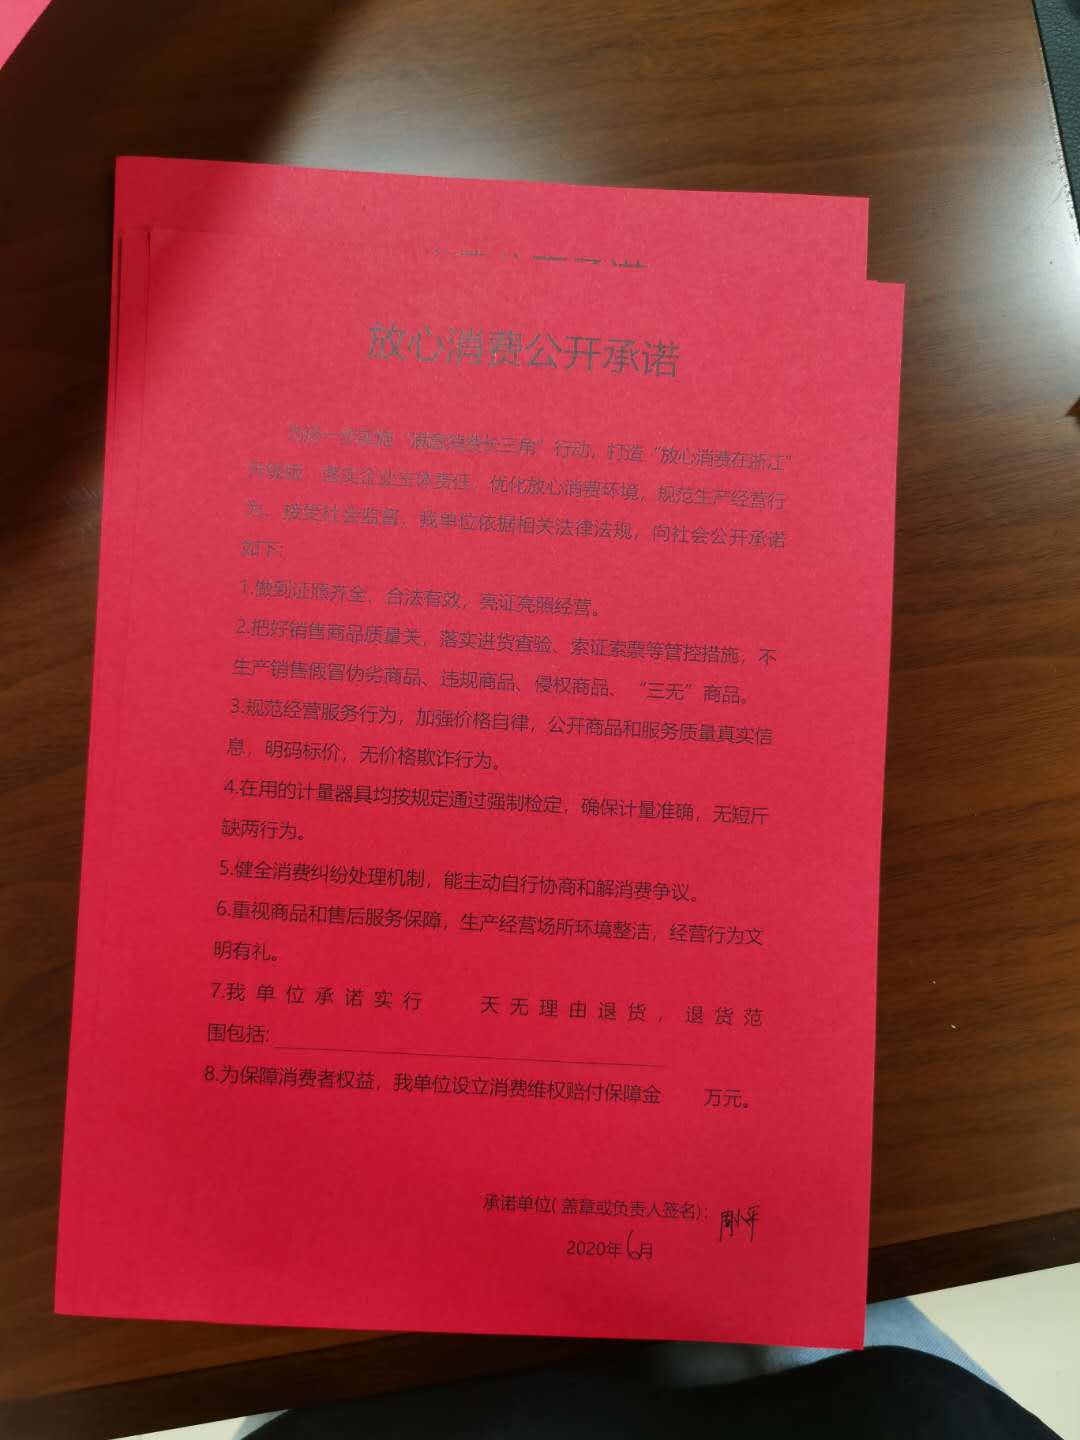 放心消费公开承诺
为进一步实施“满意消费长三角”行动，打造“放心消费在浙江”
升级版，落实企业主体责任，优化放心消费环境，规范生产经营行
为，接受社会监督，我单位依据相关法律法规，向社会公开承诺
如下:
1.做到证照齐全、合法有效，亮证亮照经营。
2.把好销售商品质量关，落实进货查验、索证索票等管控措施，不
生产销售假冒伪劣商品、违规商品、侵权商品、“三无”商品。
3.规范经营服务行为，加强价格自律，公开商品和服务质量真实信
息，明码标价，无价格欺诈行为。
4.在用的计量器具均按规定通过强制检定，确保计量准确，无短斤
缺两行为。
5.健全消费纠纷处理机制，能主动自行协商和解消费争议。
6.重视商品和售后服务保障，生产经营场所环境整洁，经营行为文
明有礼。
7.我单位承诺实行 天无理由退货，退货范
围包括:
8.为保障消费者权益，我单位设立消费维权赔付保障金 万元。
承诺单位(盖章或负责人签名): 周小军
2020年6月